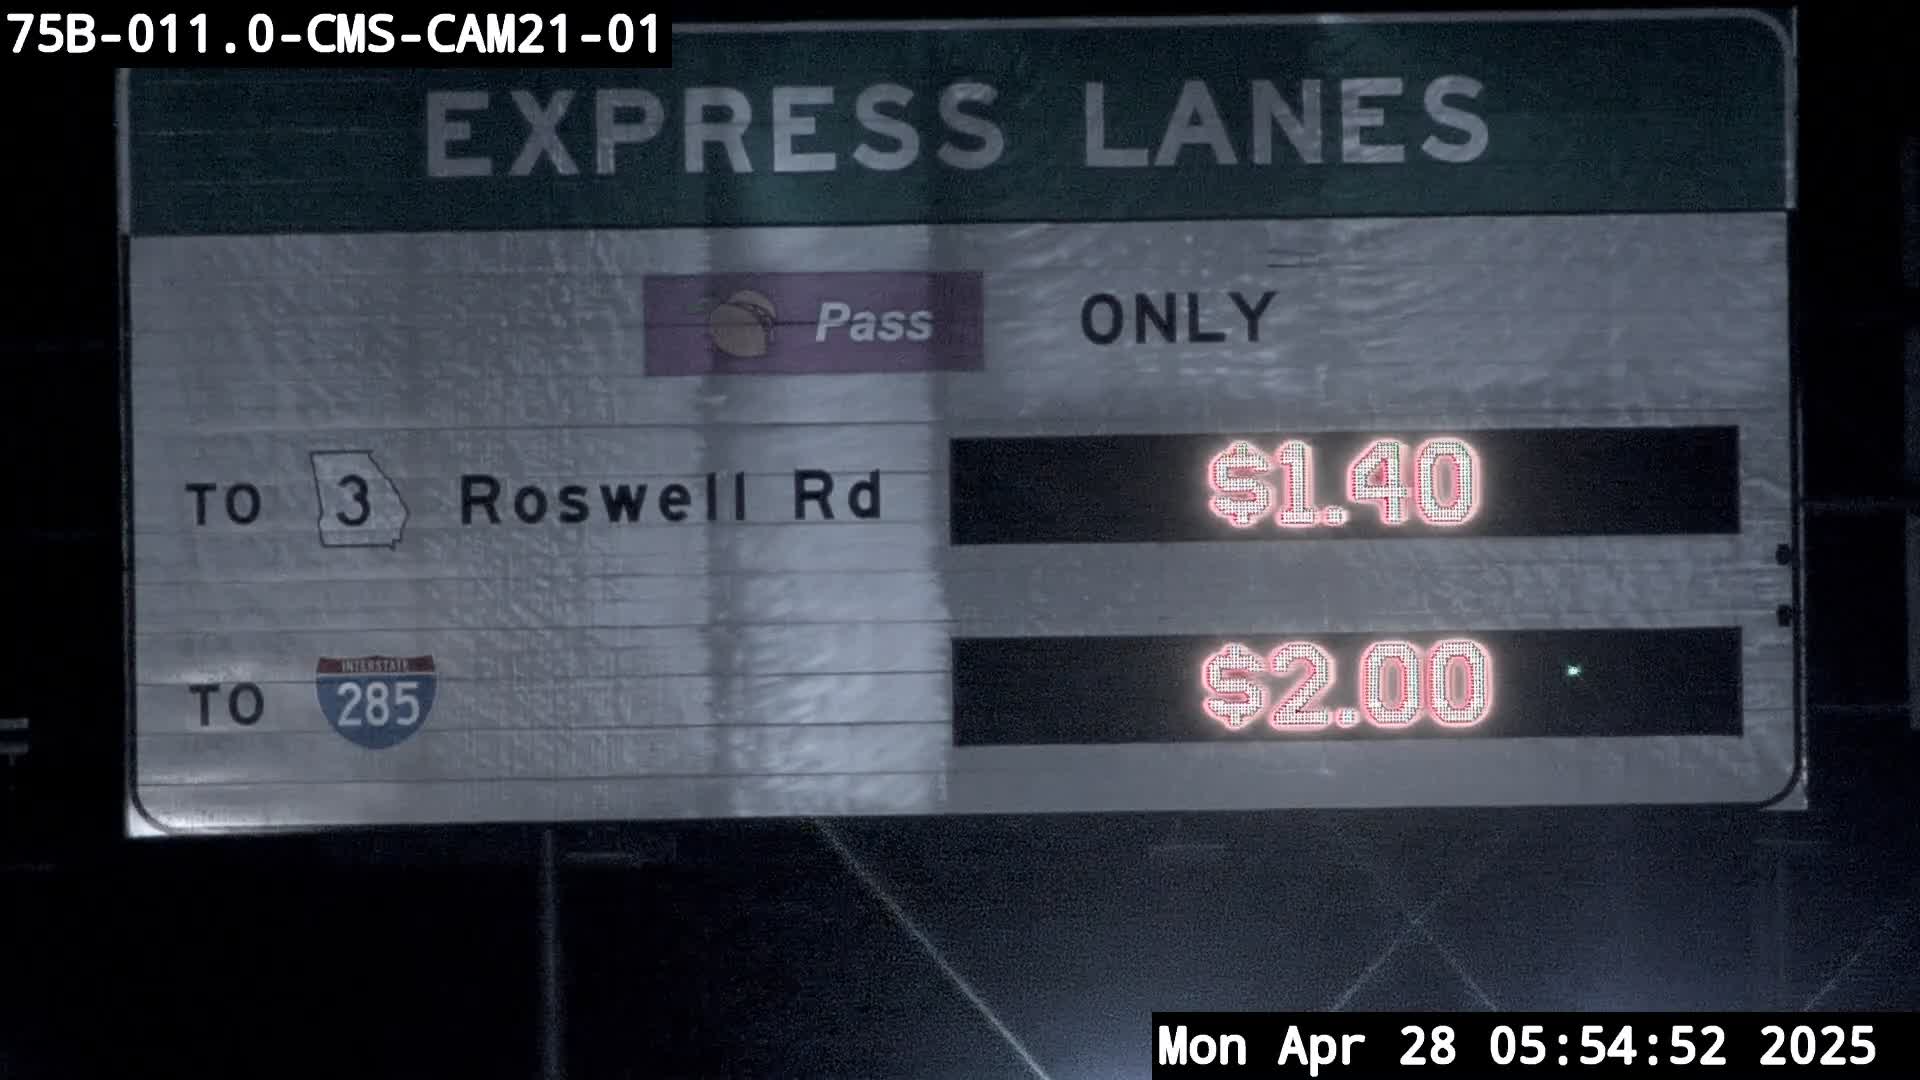 75B-011.0-CMS-CAM21-01
EXPRESS LANES
Pass ONLY
TO 3 Roswell Rd $1.40
INTERSTATE
TO 285 $2.00
Mon Apr 28 05:54:52 2025